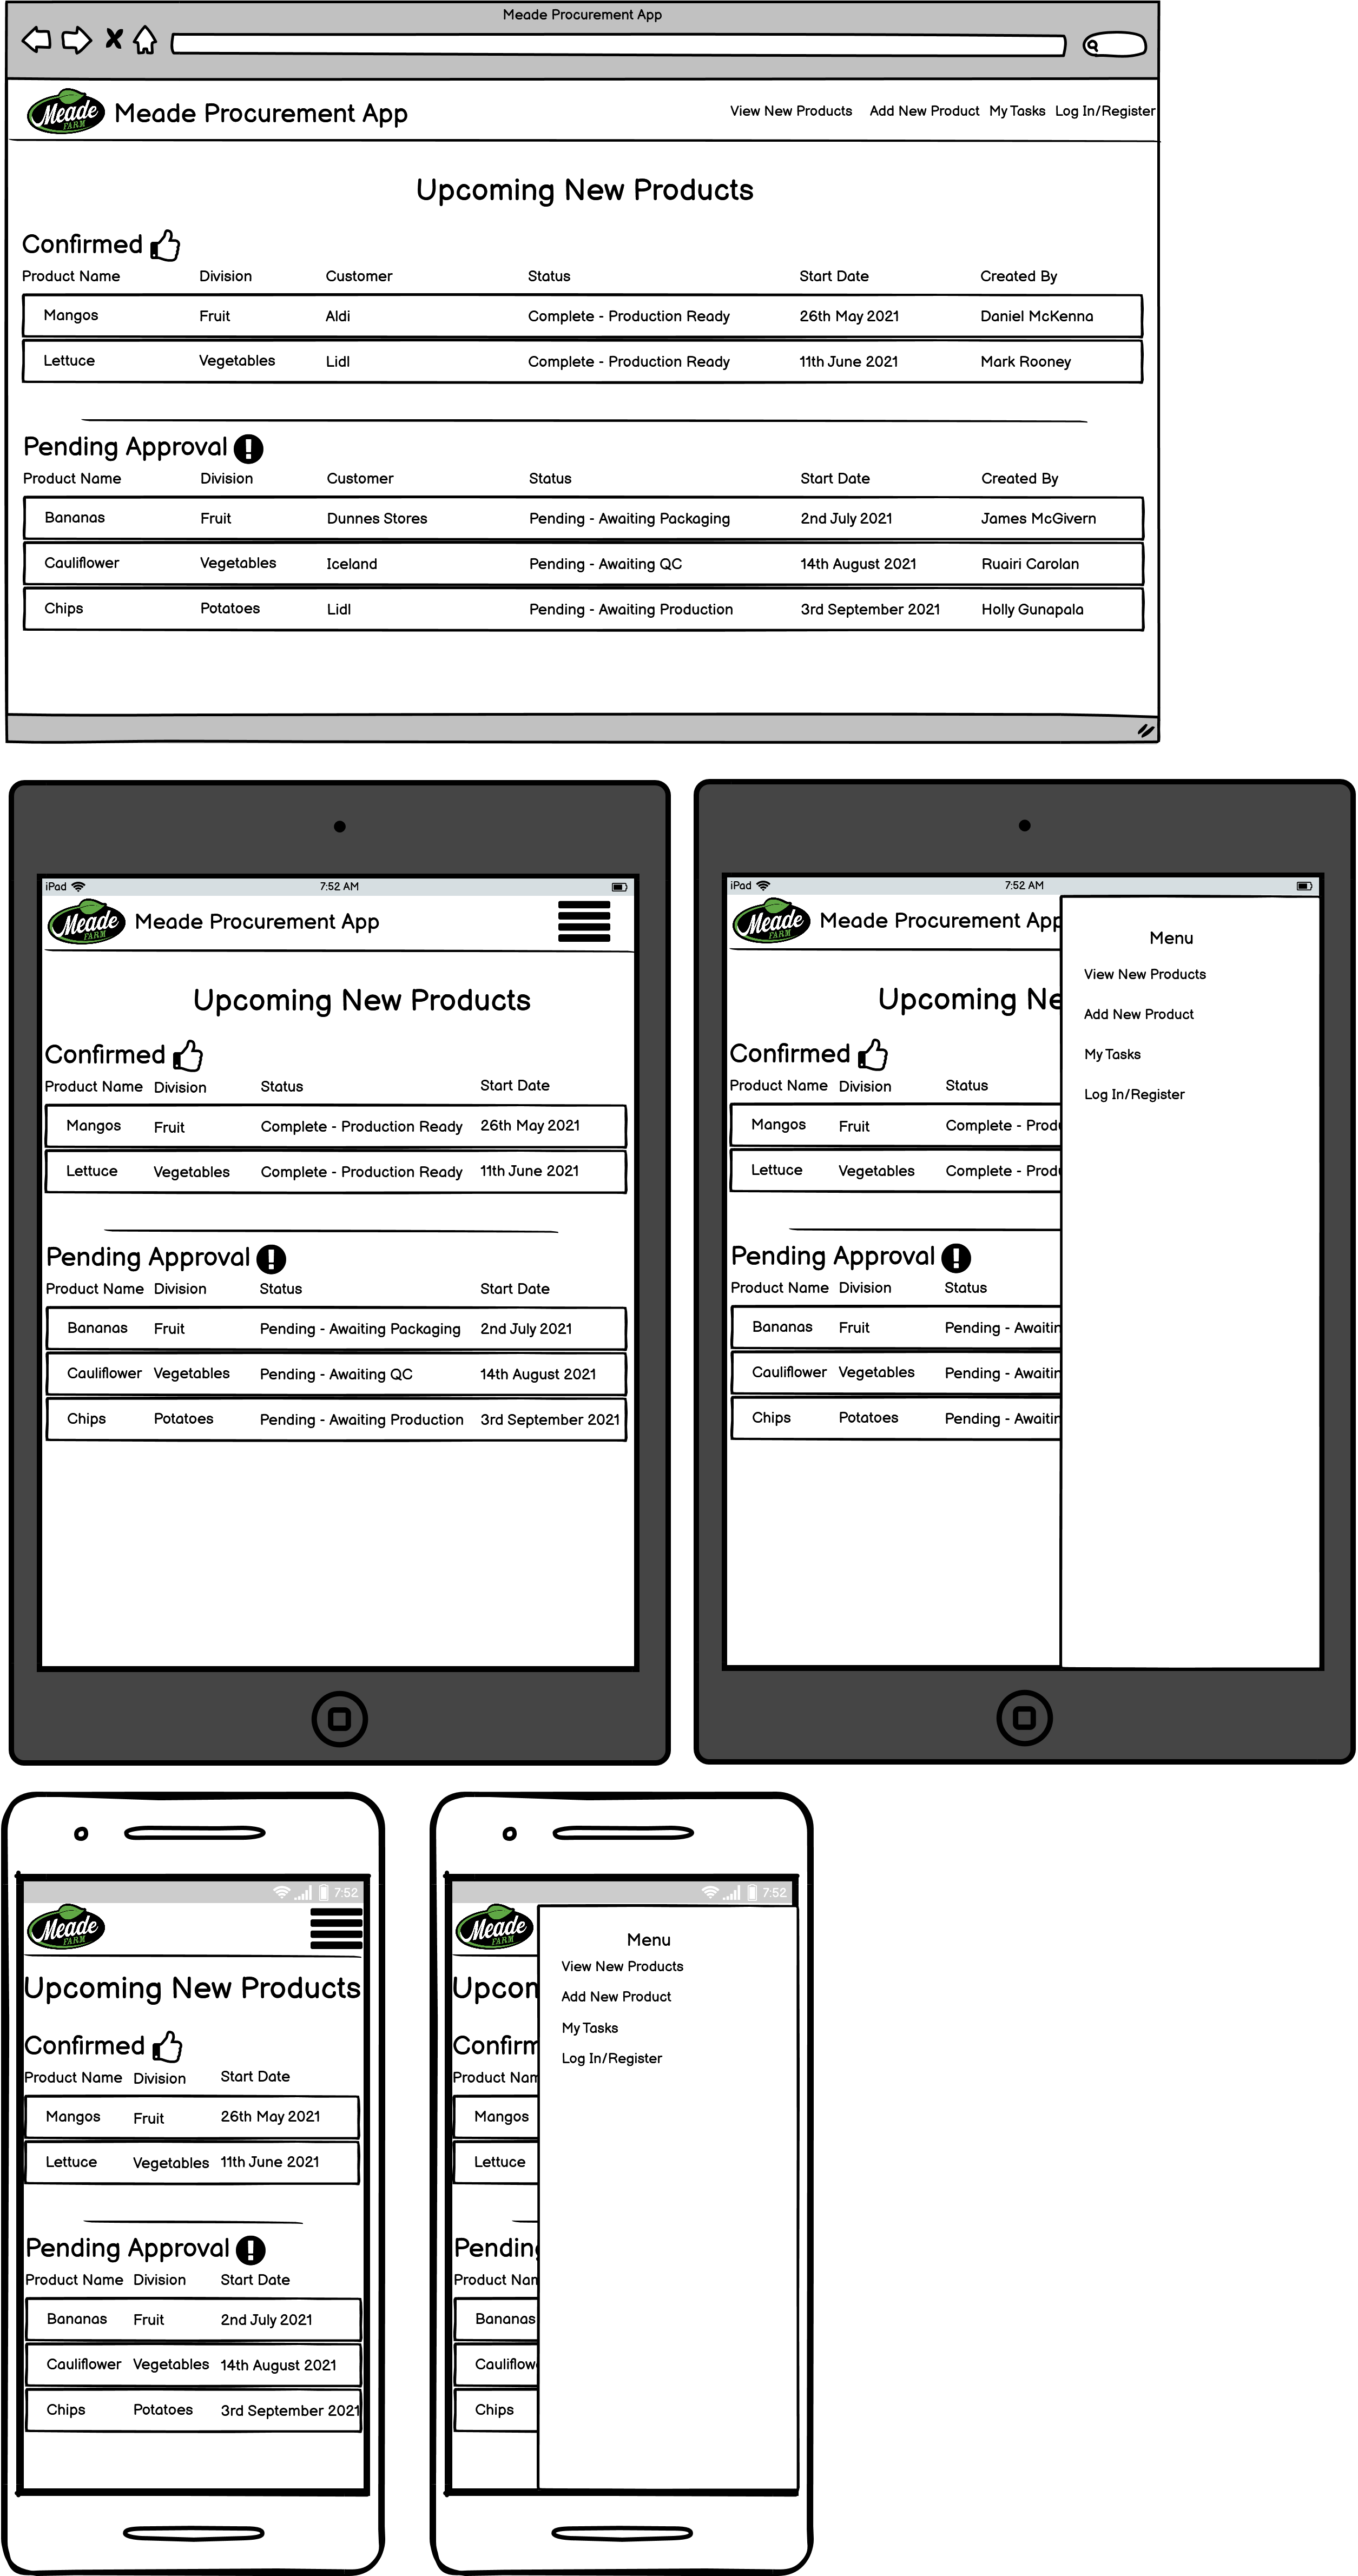 Meade Procurement App
Meade FARM Meade Procurement App View New Products Add New Product My Tasks Log In/Register
Upcoming New Products
Confirmed
Product Name Division Customer Status Start Date Created By
Mangos Fruit Aldi Complete - Production Ready 26th May 2021 Daniel McKenna
Lettuce Vegetables Lidl Complete - Production Ready 11th June 2021 Mark Rooney
Pending Approval
Product Name Division Customer Status Start Date Created By
Bananas Fruit Dunnes Stores Pending - Awaiting Packaging 2nd July 2021 James McGivern
Cauliflower Vegetables Iceland Pending - Awaiting QC 14th August 2021 Ruairi Carolan
Chips Potatoes Lidl Pending - Awaiting Production 3rd September 2021 Holly Gunapala
iPad 7:52 AM
Meade FARM Meade Procurement App
Upcoming New Products
Confirmed
Product Name Division Status Start Date
Mangos Fruit Complete - Production Ready 26th May 2021
Lettuce Vegetables Complete - Production Ready 11th June 2021
Pending Approval
Product Name Division Status Start Date
Bananas Fruit Pending - Awaiting Packaging 2nd July 2021
Cauliflower Vegetables Pending - Awaiting QC 14th August 2021
Chips Potatoes Pending - Awaiting Production 3rd September 2021
iPad 7:52 AM
Meade FARM Meade Procurement App
Upcoming Ne
Confirmed
Product Name Division Status
Mangos Fruit Complete - Produ
Lettuce Vegetables Complete - Produ
Pending Approval
Product Name Division Status
Bananas Fruit Pending - Awaitin
Cauliflower Vegetables Pending - Awaitin
Chips Potatoes Pending - Awaitin
Menu
View New Products
Add New Product
My Tasks
Log In/Register
7:52
Meade FARM
Upcoming New Products
Confirmed
Product Name Division Start Date
Mangos Fruit 26th May 2021
Lettuce Vegetables 11th June 2021
Pending Approval
Product Name Division Start Date
Bananas Fruit 2nd July 2021
Cauliflower Vegetables 14th August 2021
Chips Potatoes 3rd September 2021
7:52
Meade FARM
Upcom
Confirm
Product Nam
Mangos
Lettuce
Pending
Product Nam
Bananas
Cauliflow
Chips
Menu
View New Products
Add New Product
My Tasks
Log In/Register